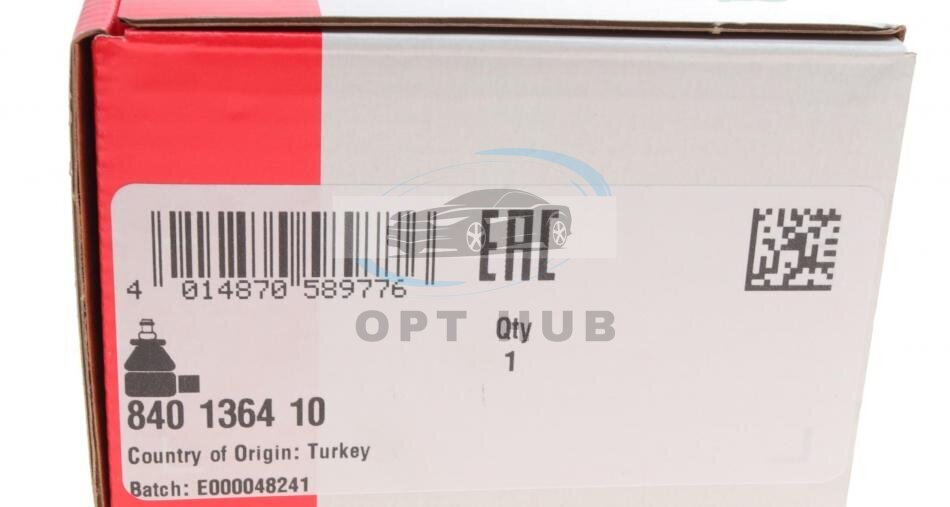 4 014870 589776
EAC
OPT HUB
Qty
1
840 1364 10
Country of Origin: Turkey
Batch: E000048241